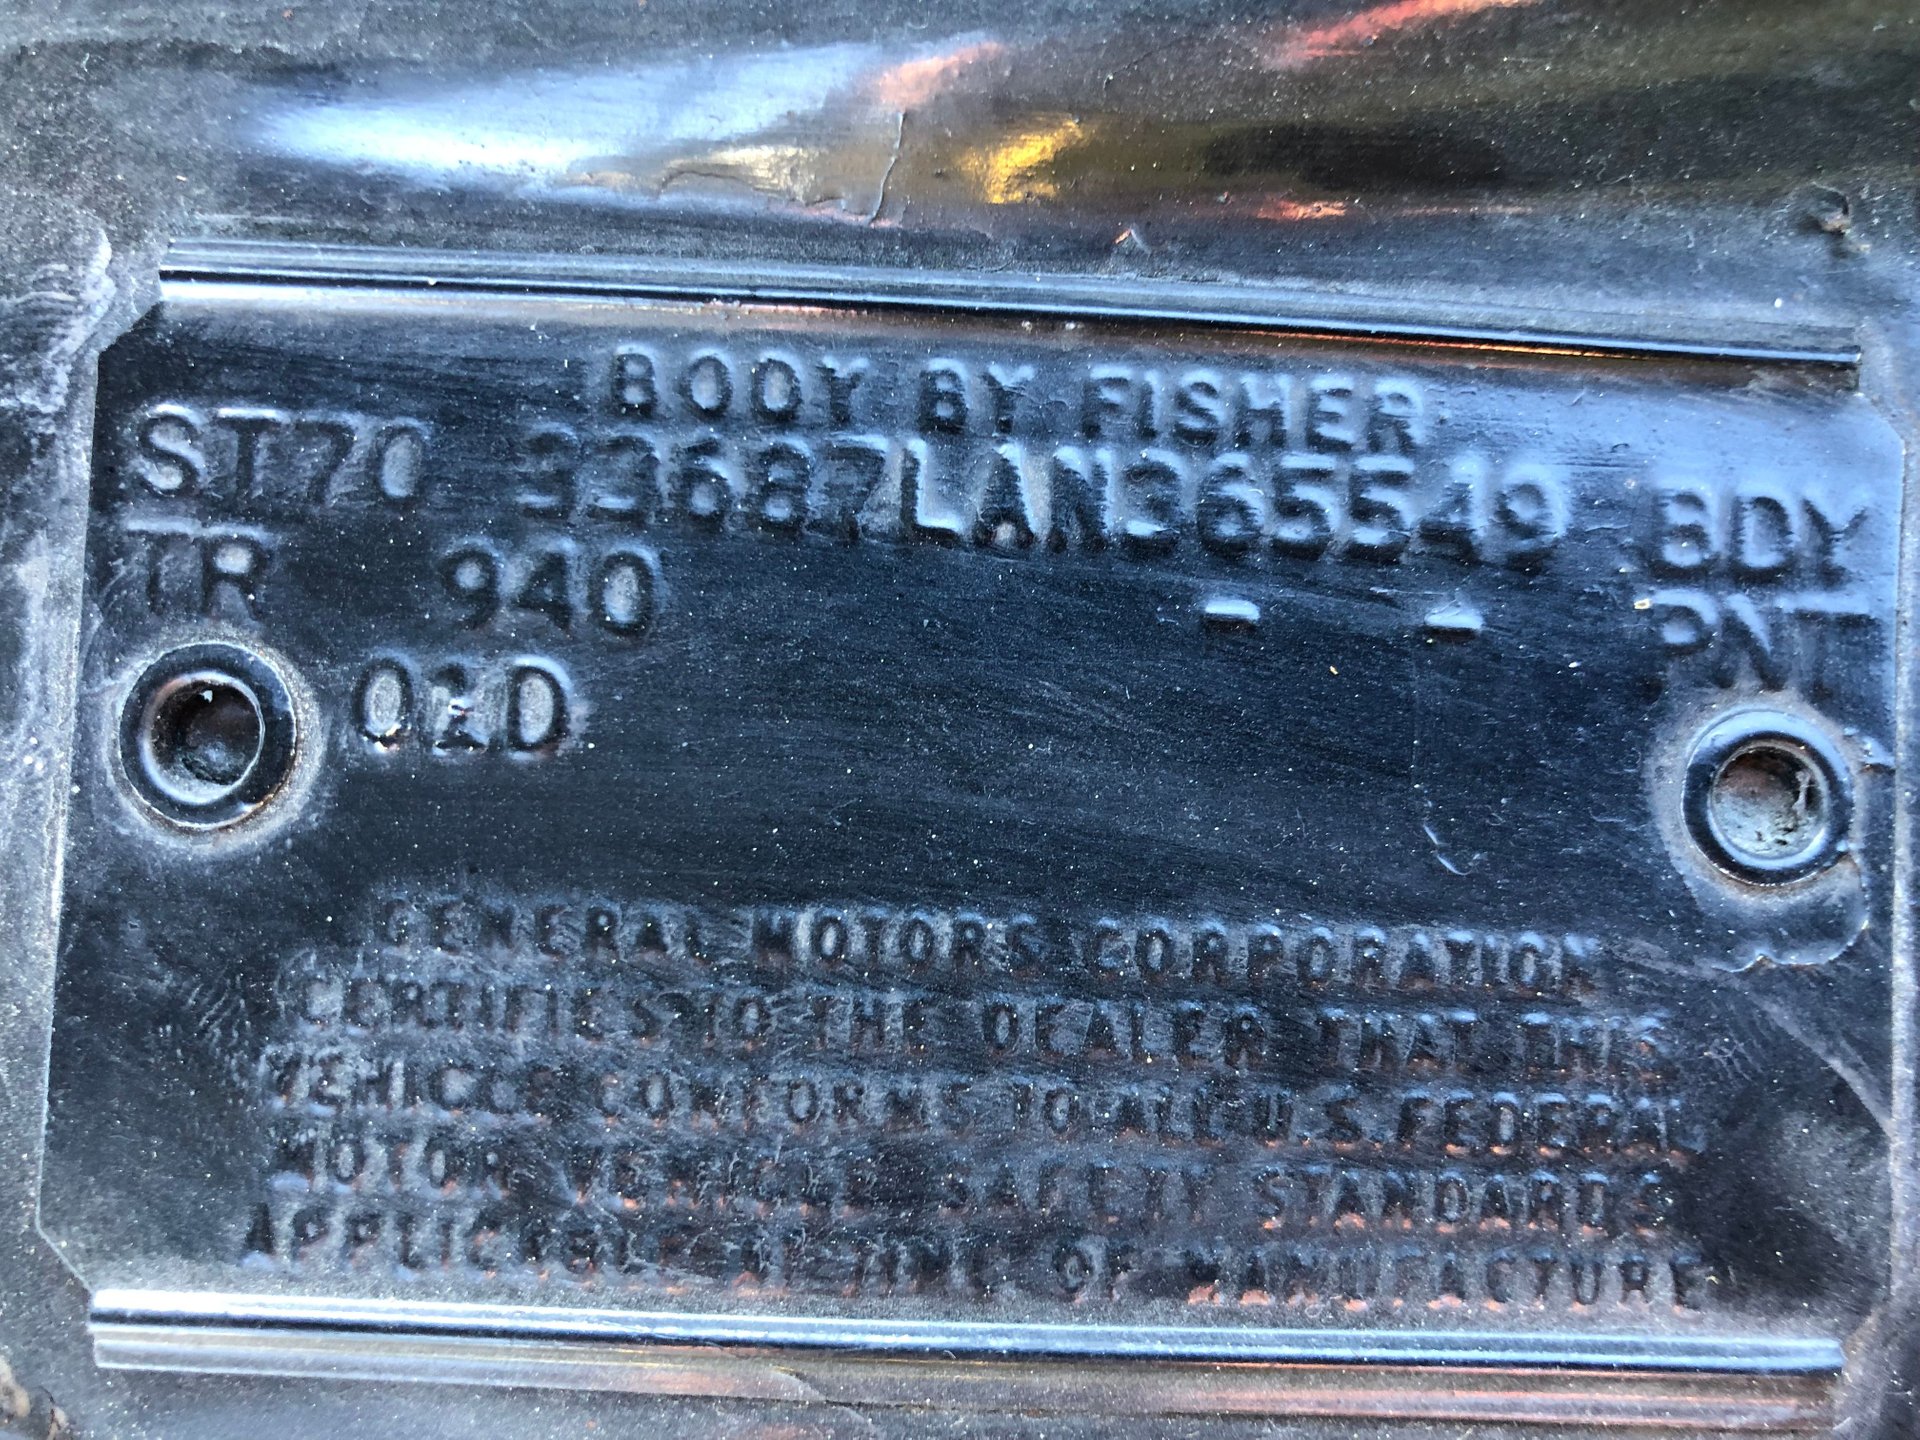 BODY BY FISHER
ST70 33687LAN365549 BDY
TR 940 - - PNT
02D
GENERAL MOTORS CORPORATION
CERTIFIES TO THE DEALER THAT THIS
VEHICLE CONFORMS TO ALL U.S. FEDERAL
MOTOR VEHICLE SAFETY STANDARDS
APPLICABLE AT TIME OF MANUFACTURE